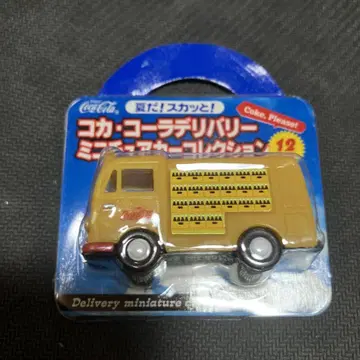 Coca-Cola
夏だ!スカッと!
Coke, Please!
コカ・コーラデリバリー
ミニチュアカーコレクション
12
Delivery miniature c